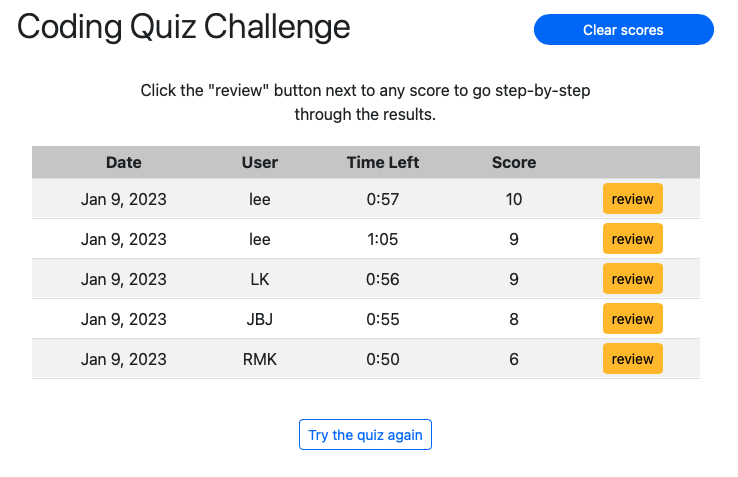 Coding Quiz Challenge
Clear scores
Click the "review" button next to any score to go step-by-step
through the results.
Date User Time Left Score
Jan 9, 2023 lee 0:57 10 review
Jan 9, 2023 lee 1:05 9 review
Jan 9, 2023 LK 0:56 9 review
Jan 9, 2023 JBJ 0:55 8 review
Jan 9, 2023 RMK 0:50 6 review
Try the quiz again